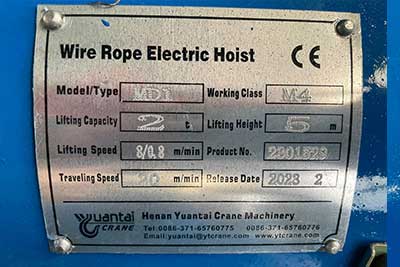 Wire Rope Electric Hoist CE
Model/Type MD1 Working Class M4
Lifting Capacity 2 t Lifting Height 5 m
Lifting Speed 8/0.8 m/min Product No. 2301523
Traveling Speed 20 m/min Release Date 2023 2
Yuantai CRANE
Henan Yuantai Crane Machinery
Tel:0086-371-65760775 0086-371-65760776
Email:yuantai@ytcrane.com www.ytcrane.com